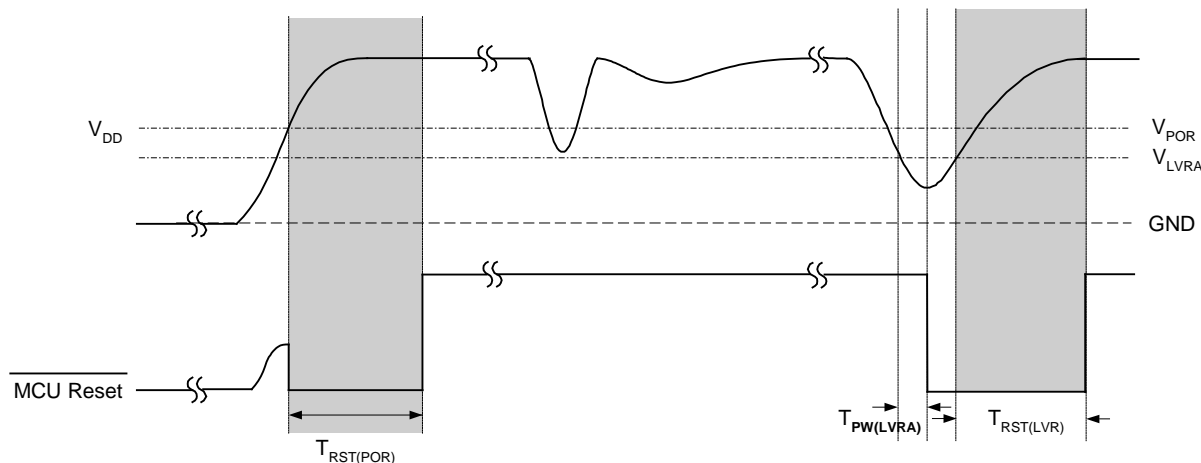 V_DD
V_POR
V_LVRA
GND
MCU Reset
T_RST(POR)
T_PW(LVRA)
T_RST(LVR)